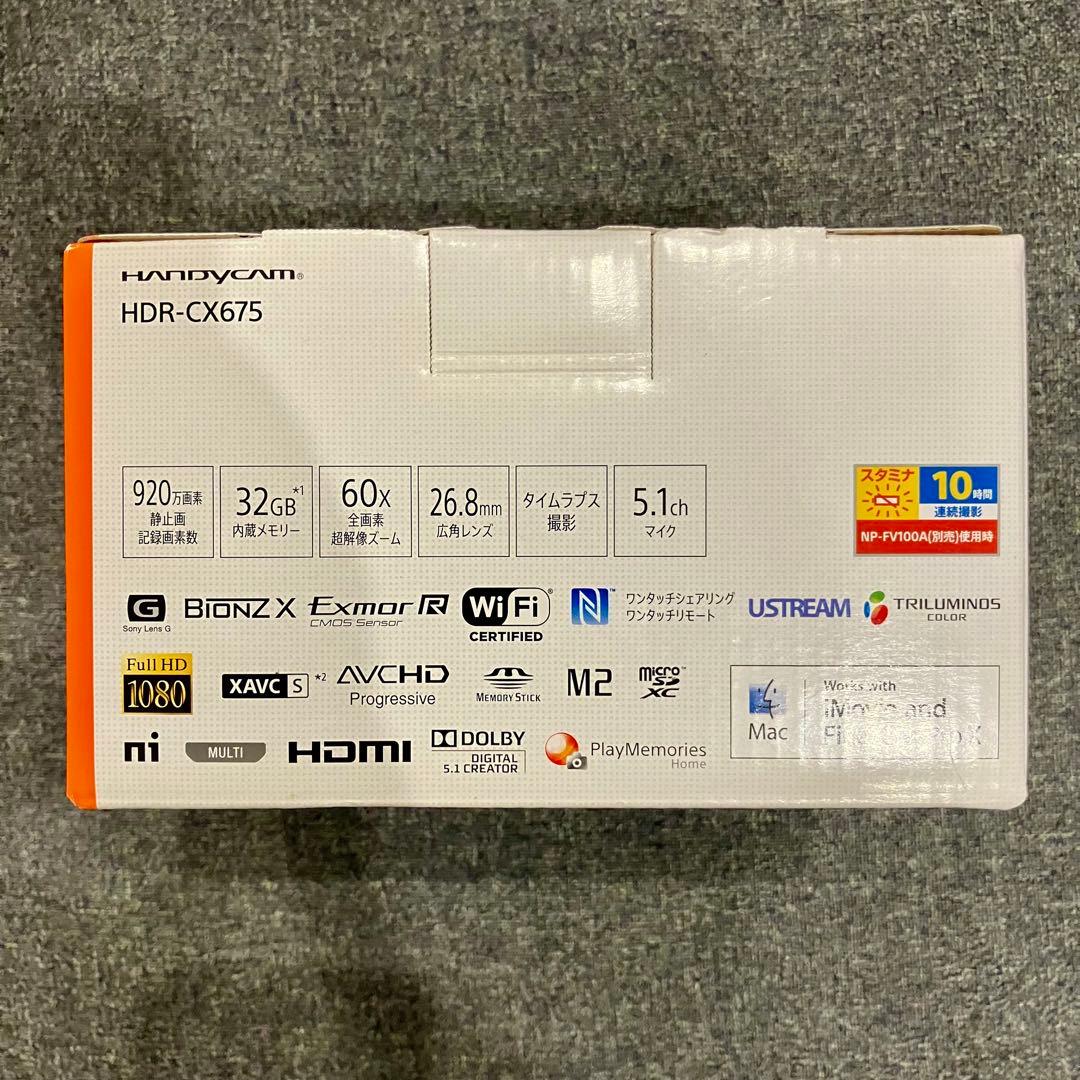 HANDYCAM®
HDR-CX675
920万画素
静止画
記録画素数
32GB*1
内蔵メモリー
60X
全画素
超解像ズーム
26.8mm
広角レンズ
タイムラプス
撮影
5.1ch
マイク
スタミナ
10時間
連続撮影
NP-FV100A(別売)使用時
G
Sony Lens G
BIONZ X
Exmor R
CMOS Sensor
Wi Fi®
CERTIFIED
N™
ワンタッチシェアリング
ワンタッチリモート
USTREAM
TRILUMINOS
COLOR
Full HD
1080
XAVC S *2
AVCHD
Progressive
MEMORY STICK
M2
micro
SD
XC™
Mac
Works with
iMovie and
MULTI
HDMI
DOLBY
DIGITAL
5.1 CREATOR
PlayMemories
Home